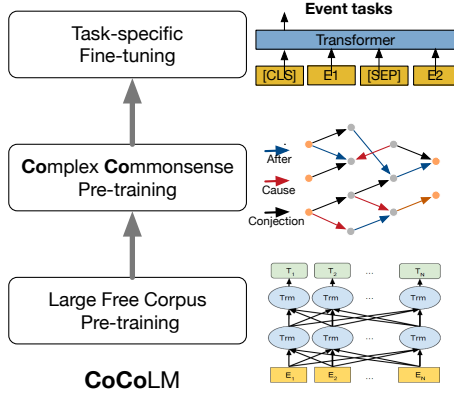 Event tasks
Task-specific
Fine-tuning
Transformer
[CLS] E1 [SEP] E2
Complex Commonsense
Pre-training
After
Cause
Conjection
Large Free Corpus
Pre-training
T1 T2 ... TN
Trm Trm ... Trm
Trm Trm ... Trm
E1 E2 ... EN
CoCoLM